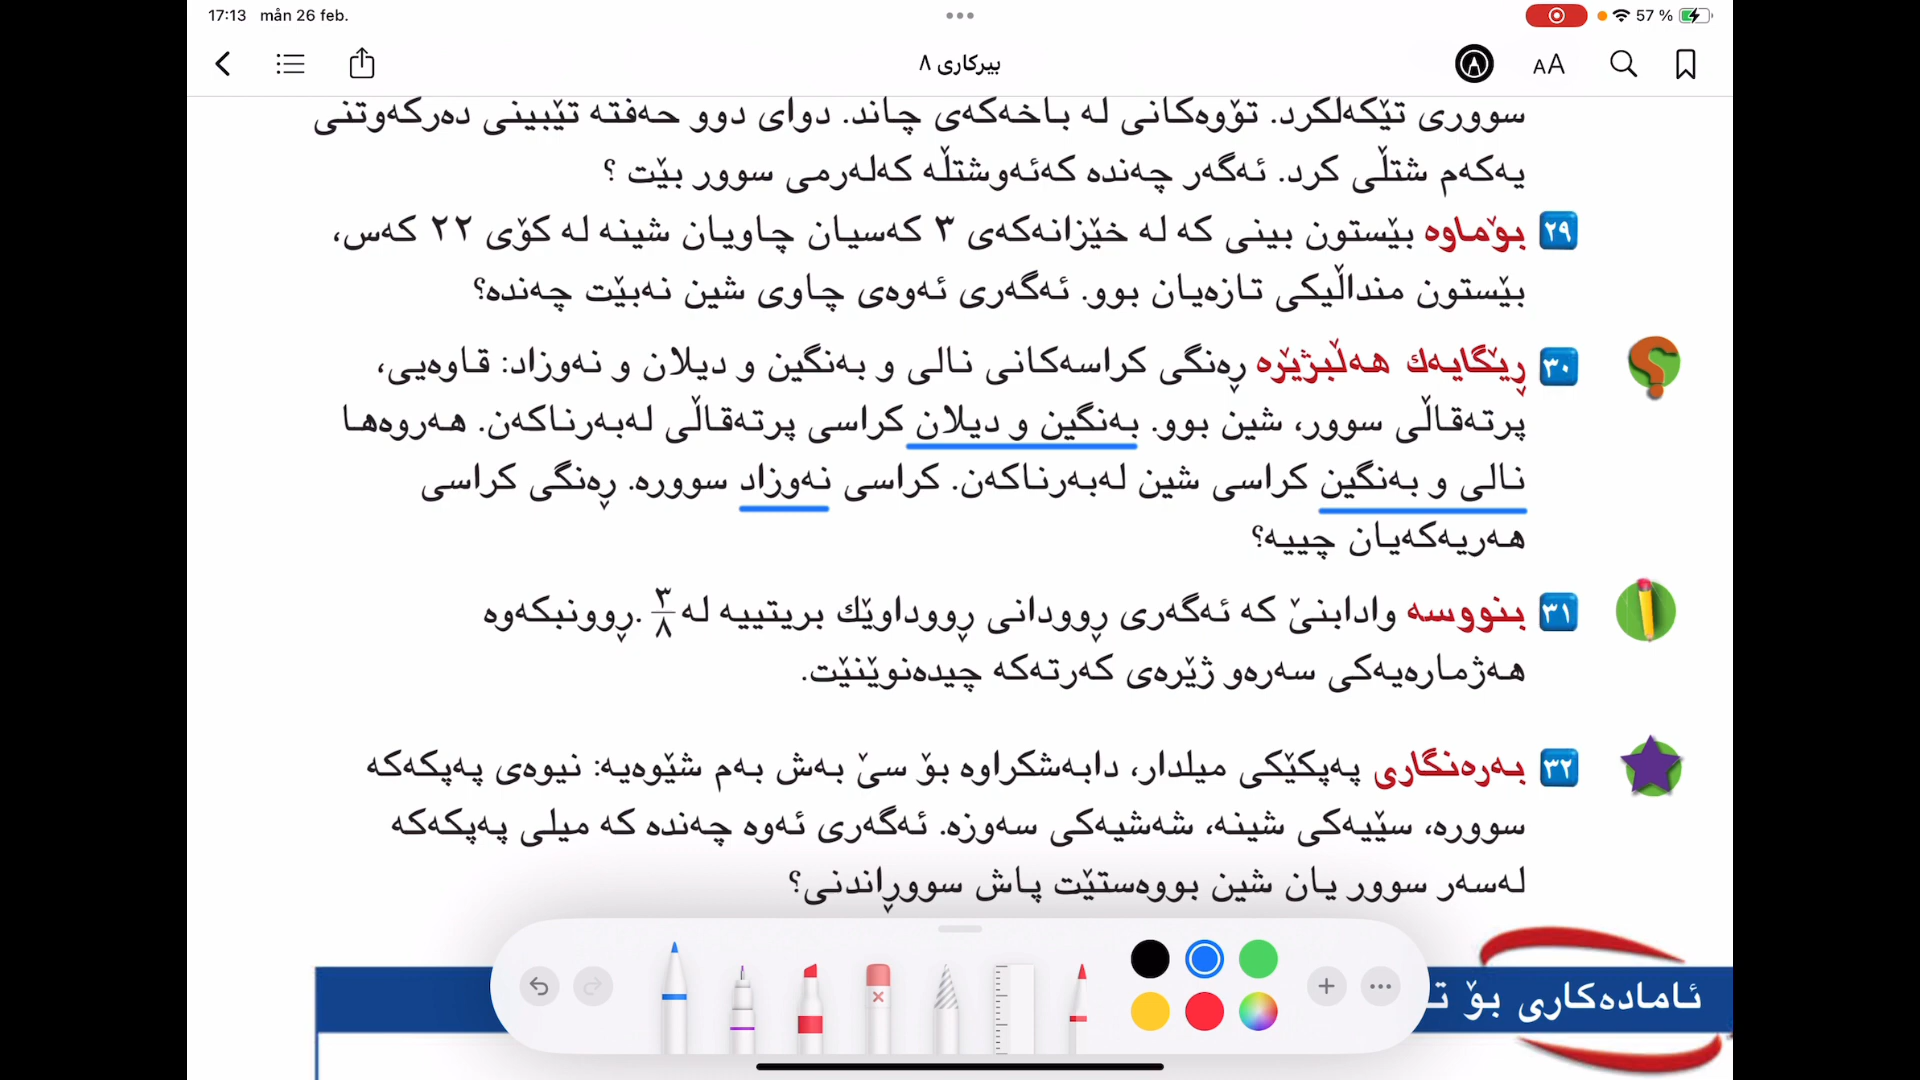 17:13 mån 26 feb.
57 %
بیرکاری ٨
AA
سووری تێکەلکرد. تۆوەکانی لە باخەکەی چاند. دوای دوو حەفتە تێبینی دەرکەوتنی
یەکەم شتڵی کرد. ئەگەر چەندە کەئەوشتڵە کەلەرمی سوور بێت ؟
٢٩ بۆماوە بێستون بینی کە لە خێزانەکەی ٣ کەسیان چاویان شینە لە کۆی ٢٢ کەس،
بێستون منداڵیکی تازەیان بوو. ئەگەری ئەوەی چاوی شین نەبێت چەندە؟
٣٠ ڕێگایەك هەڵبژێرە ڕەنگی کراسەکانی نالی و بەنگین و دیلان و نەوزاد: قاوەیی،
پرتەقاڵی سوور، شین بوو. بەنگین و دیلان کراسی پرتەقاڵی لەبەرناکەن. هەروەها
نالی و بەنگین کراسی شین لەبەرناکەن. کراسی نەوزاد سوورە. ڕەنگی کراسی
هەریەکەیان چییە؟
٣١ بنووسە وادابنێ کە ئەگەری ڕوودانی ڕووداوێك بریتییە لە ٣/٨ .ڕوونبکەوە
هەژمارەیەکی سەرەو ژێرەی کەرتەکە چیدەنوێنێت.
٣٢ بەرەنگاری پەپکێکی میلدار، دابەشکراوە بۆ سێ بەش بەم شێوەیە: نیوەی پەپکەکە
سوورە، سێیەکی شینە، شەشیەکی سەوزە. ئەگەری ئەوە چەندە کە میلی پەپکەکە
لەسەر سوور یان شین بووەستێت پاش سووڕاندنی؟
ئامادەکاری بۆ ت